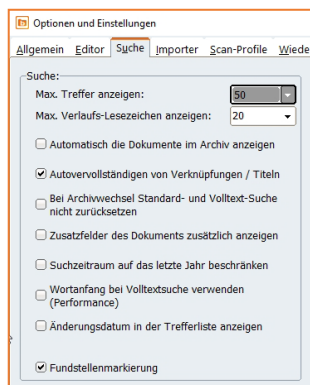 Optionen und Einstellungen
Allgemein Editor Suche Importer Scan-Profile Wiede
Suche:
Max. Treffer anzeigen: 50
Max. Verlaufs-Lesezeichen anzeigen: 20
Automatisch die Dokumente im Archiv anzeigen
Autovervollständigen von Verknüpfungen / Titeln
Bei Archivwechsel Standard- und Volltext-Suche
nicht zurücksetzen
Zusatzfelder des Dokuments zusätzlich anzeigen
Suchzeitraum auf das letzte Jahr beschränken
Wortanfang bei Volltextsuche verwenden
(Performance)
Änderungsdatum in der Trefferliste anzeigen
Fundstellenmarkierung